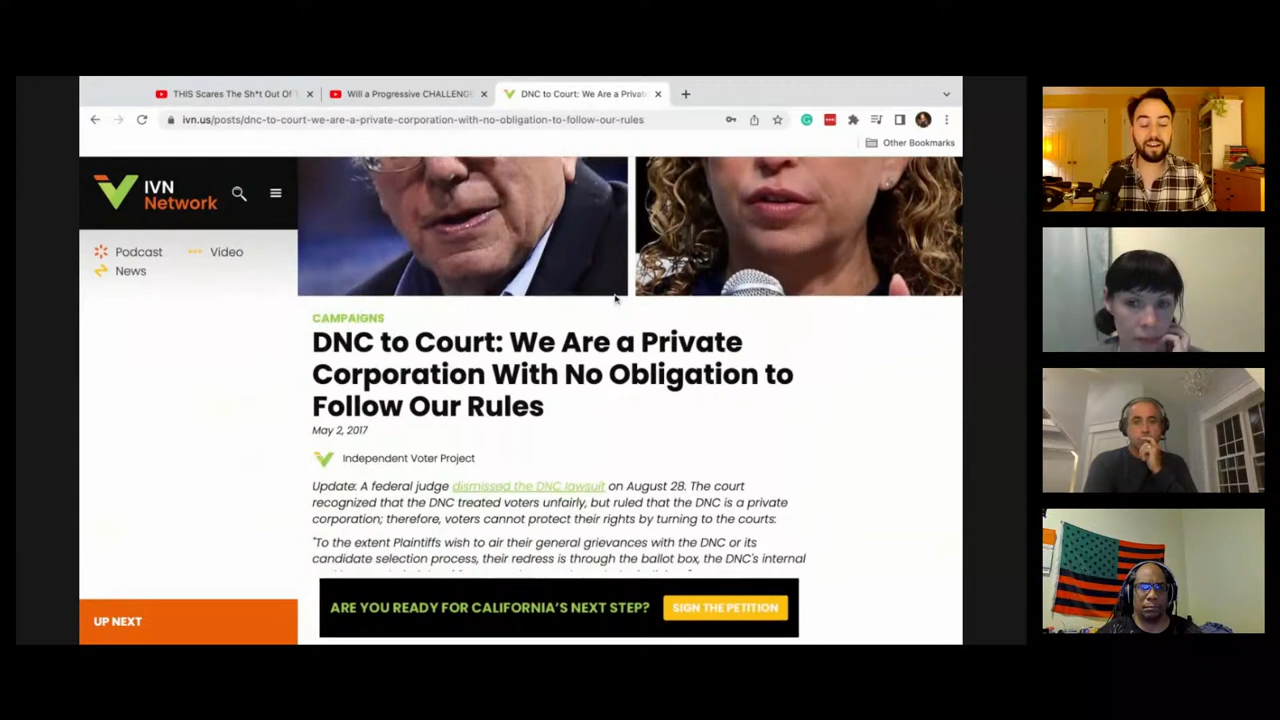 THIS Scares The Sh*t Out Of
Will a Progressive CHALLENG
DNC to Court: We Are a Privat
ivn.us/posts/dnc-to-court-we-are-a-private-corporation-with-no-obligation-to-follow-our-rules
Other Bookmarks
IVN
Network
Podcast
Video
News
CAMPAIGNS
DNC to Court: We Are a Private
Corporation With No Obligation to
Follow Our Rules
May 2, 2017
Independent Voter Project
Update: A federal judge dismissed the DNC lawsuit on August 28. The court
recognized that the DNC treated voters unfairly, but ruled that the DNC is a private
corporation; therefore, voters cannot protect their rights by turning to the courts:
"To the extent Plaintiffs wish to air their general grievances with the DNC or its
candidate selection process, their redress is through the ballot box, the DNC's internal
ARE YOU READY FOR CALIFORNIA'S NEXT STEP?
SIGN THE PETITION
UP NEXT